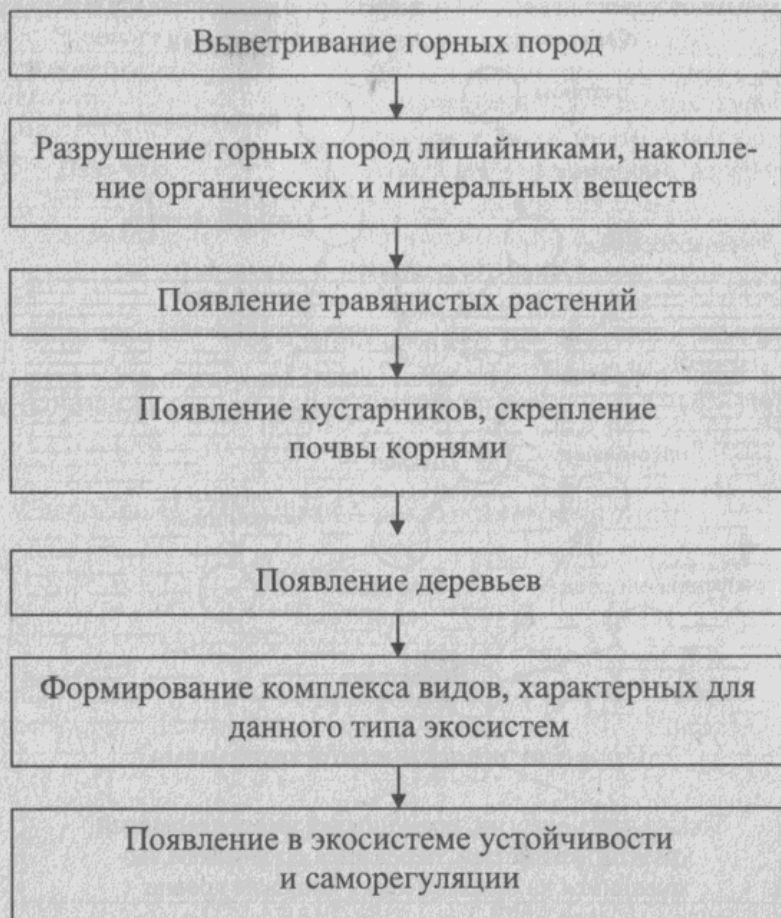 Выветривание горных пород
Разрушение горных пород лишайниками, накопле-
ние органических и минеральных веществ
Появление травянистых растений
Появление кустарников, скрепление
почвы корнями
Появление деревьев
Формирование комплекса видов, характерных для
данного типа экосистем
Появление в экосистеме устойчивости
и саморегуляции